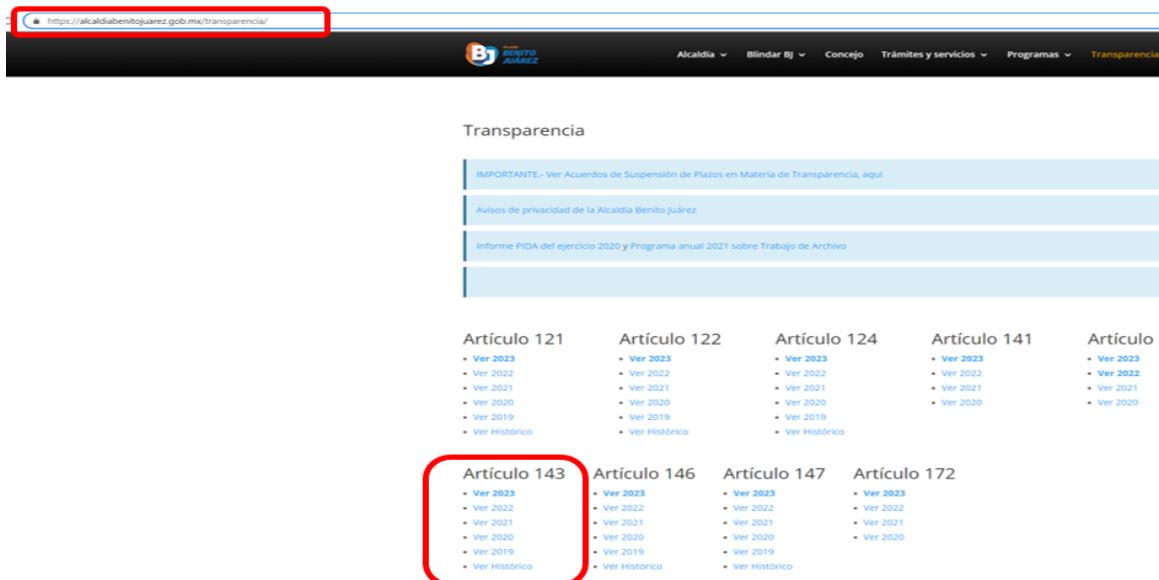 https://alcaldiabenitojuarez.gob.mx/transparencia/
Alcaldía
BENITO
JUÁREZ
BJ
Alcaldía Blindar BJ Concejo Trámites y servicios Programas Transparencia
Transparencia
IMPORTANTE.- Ver Acuerdos de Suspensión de Plazos en Materia de Transparencia, aquí
Avisos de privacidad de la Alcaldía Benito Juárez
Informe PIDA del ejercicio 2020 y Programa anual 2021 sobre Trabajo de Archivo
Artículo 121
• Ver 2023
• Ver 2022
• Ver 2021
• Ver 2020
• Ver 2019
• Ver Histórico
Artículo 122
• Ver 2023
• Ver 2022
• Ver 2021
• Ver 2020
• Ver 2019
• Ver Histórico
Artículo 124
• Ver 2023
• Ver 2022
• Ver 2021
• Ver 2020
• Ver 2019
• Ver Histórico
Artículo 141
• Ver 2023
• Ver 2022
• Ver 2021
• Ver 2020
Artículo
• Ver 2023
• Ver 2022
• Ver 2021
• Ver 2020
Artículo 143
• Ver 2023
• Ver 2022
• Ver 2021
• Ver 2020
• Ver 2019
• Ver Histórico
Artículo 146
• Ver 2023
• Ver 2022
• Ver 2021
• Ver 2020
• Ver 2019
• Ver Histórico
Artículo 147
• Ver 2023
• Ver 2022
• Ver 2021
• Ver 2020
• Ver 2019
• Ver Histórico
Artículo 172
• Ver 2023
• Ver 2022
• Ver 2021
• Ver 2020